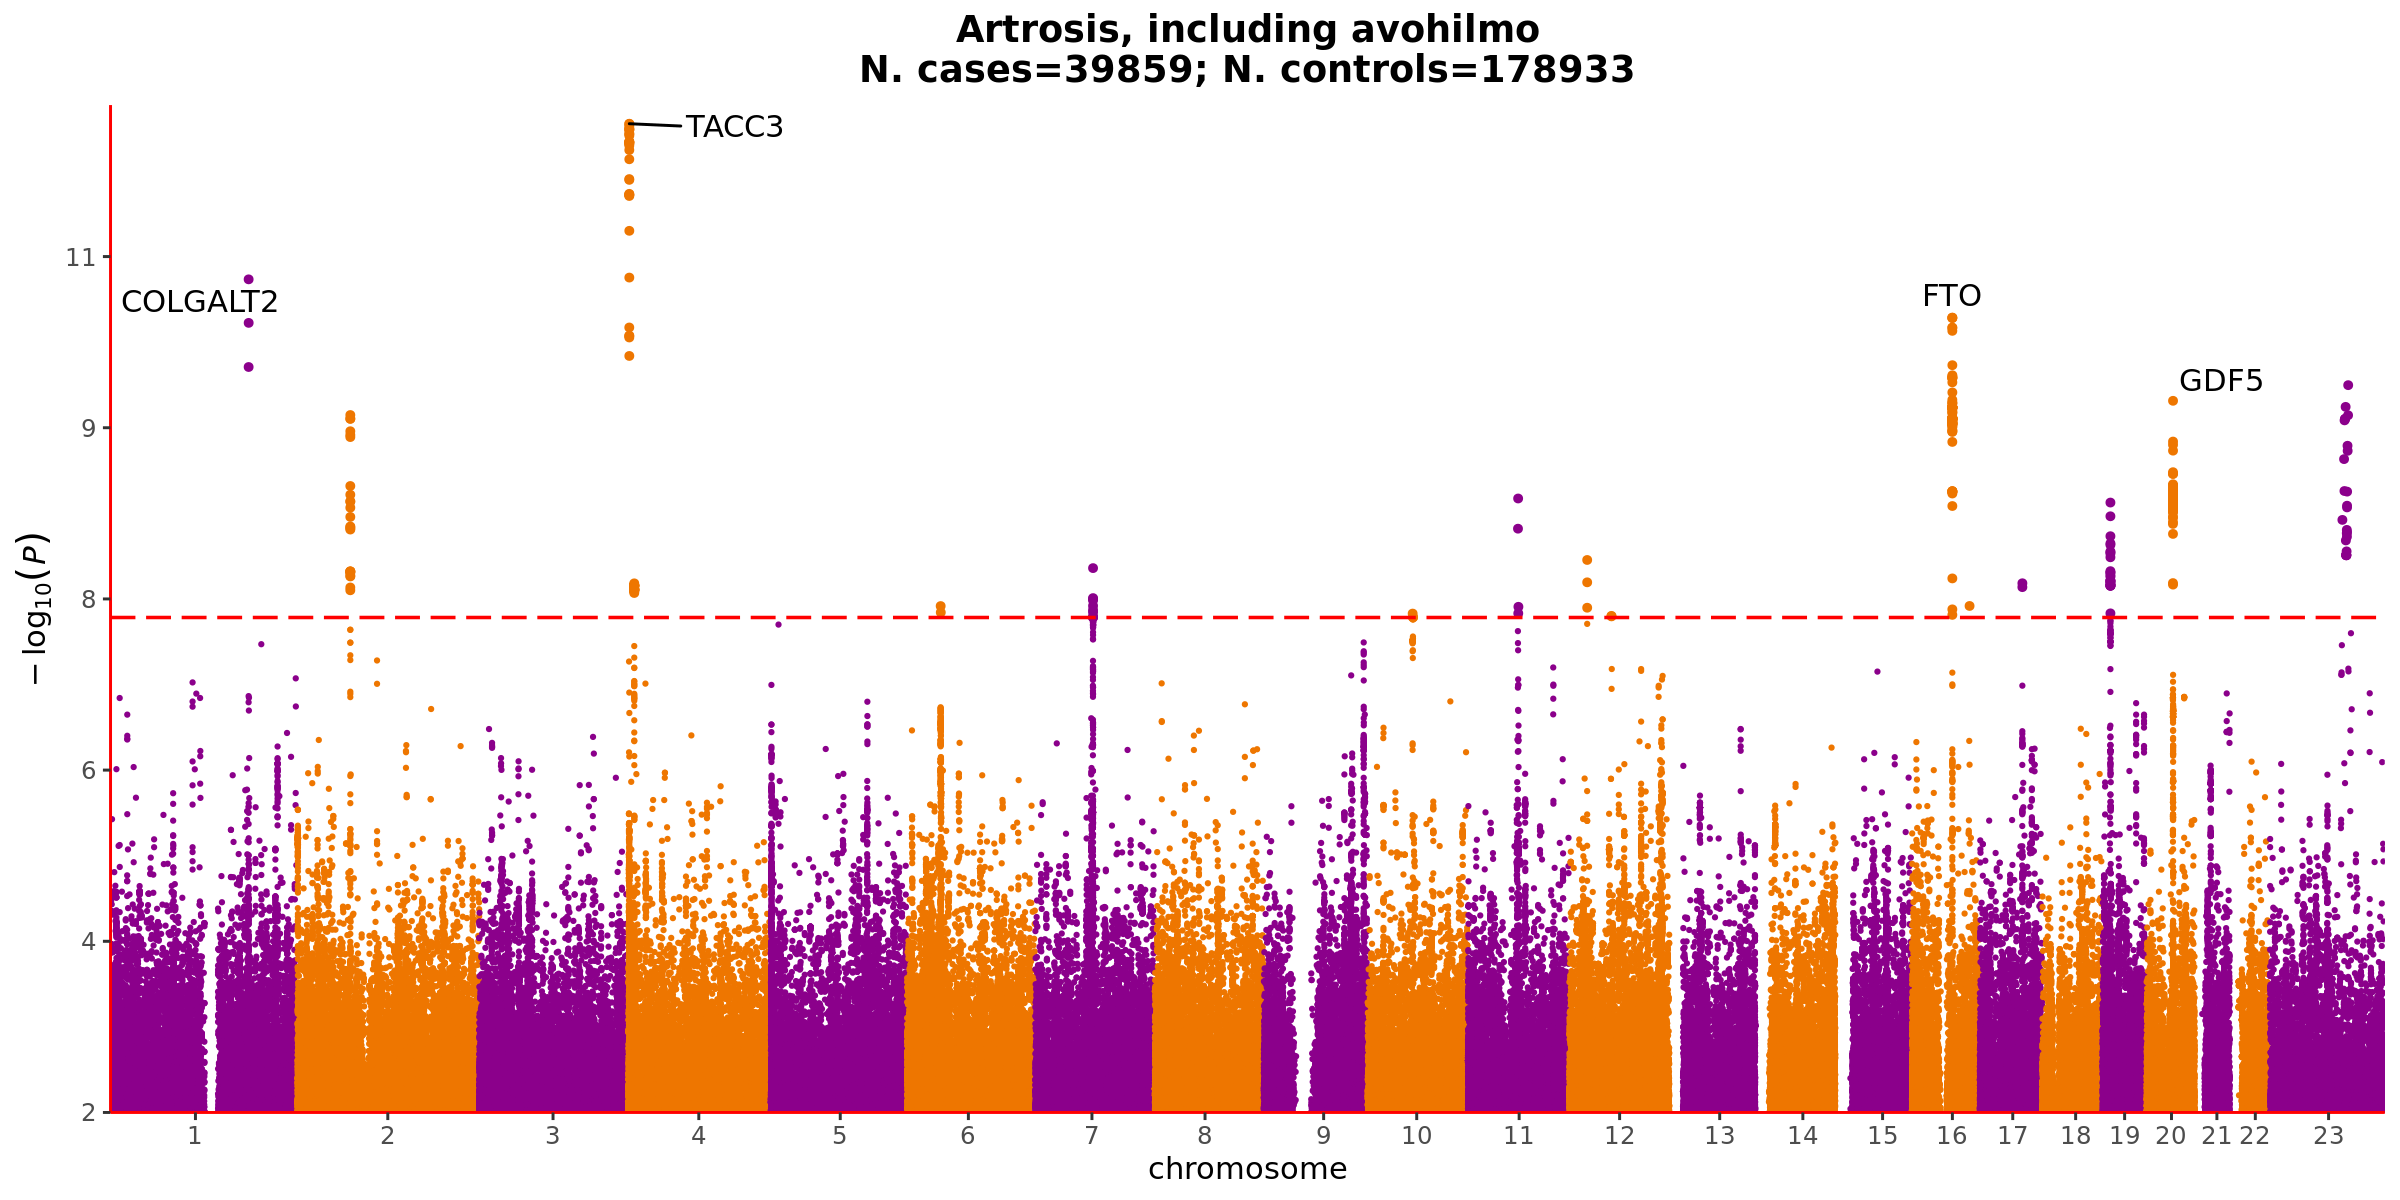 Artrosis, including avohilmo
N. cases=39859; N. controls=178933
TACC3
COLGALT2
FTO
GDF5
11
9
8
6
4
2
−log10(P)
1 2 3 4 5 6 7 8 9 10 11 12 13 14 15 16 17 18 19 20 21 22 23
chromosome